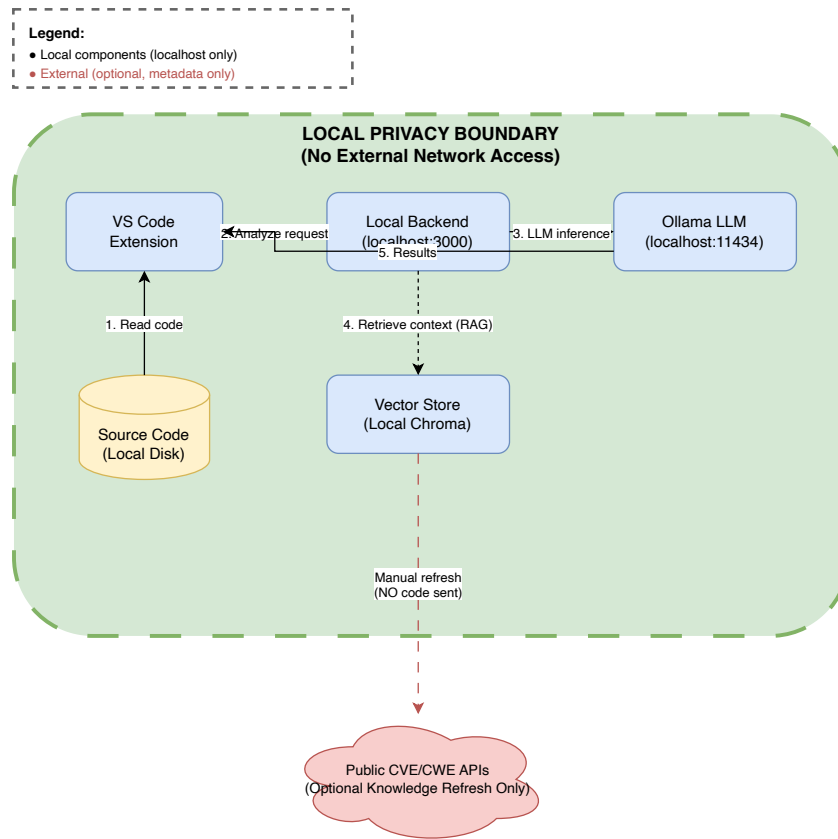 Legend:
● Local components (localhost only)
● External (optional, metadata only)
LOCAL PRIVACY BOUNDARY
(No External Network Access)
VS Code
Extension
Local Backend
(localhost:3000)
Ollama LLM
(localhost:11434)
2. Analyze request
3. LLM inference
5. Results
1. Read code
4. Retrieve context (RAG)
Source Code
(Local Disk)
Vector Store
(Local Chroma)
Manual refresh
(NO code sent)
Public CVE/CWE APIs
(Optional Knowledge Refresh Only)